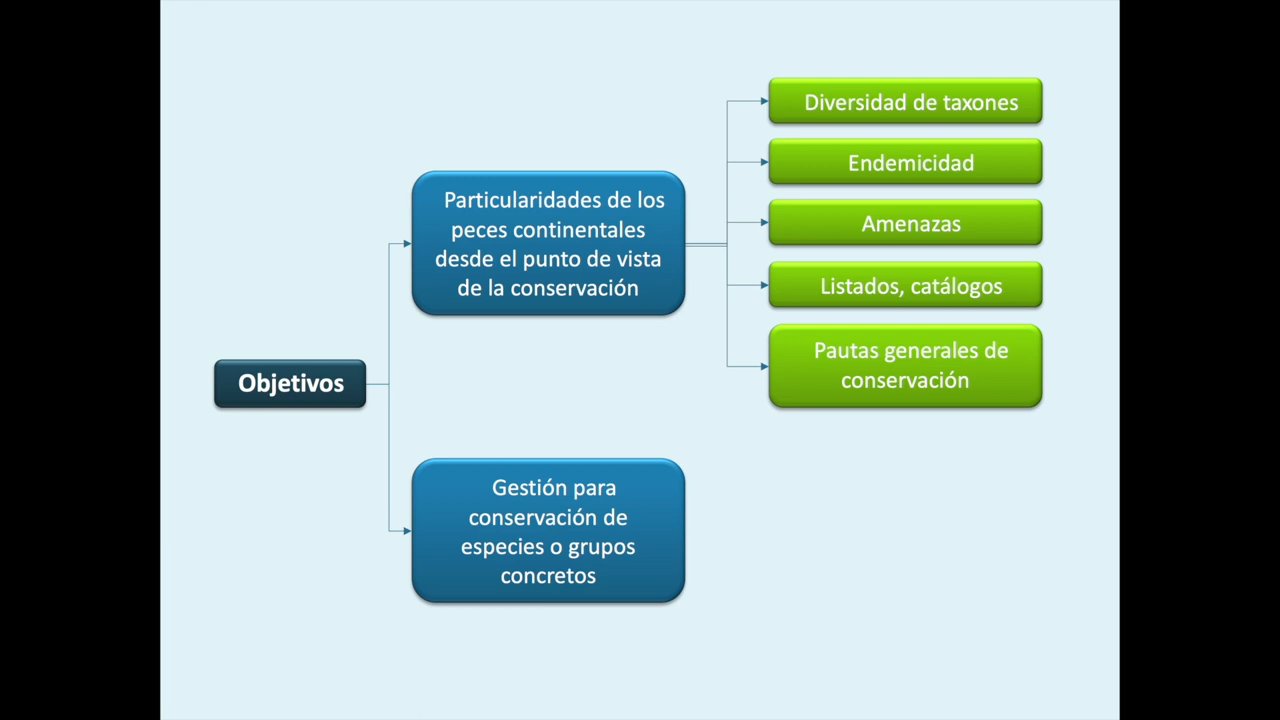 Objetivos
Particularidades de los
peces continentales
desde el punto de vista
de la conservación
Diversidad de taxones
Endemicidad
Amenazas
Listados, catálogos
Pautas generales de
conservación
Gestión para
conservación de
especies o grupos
concretos